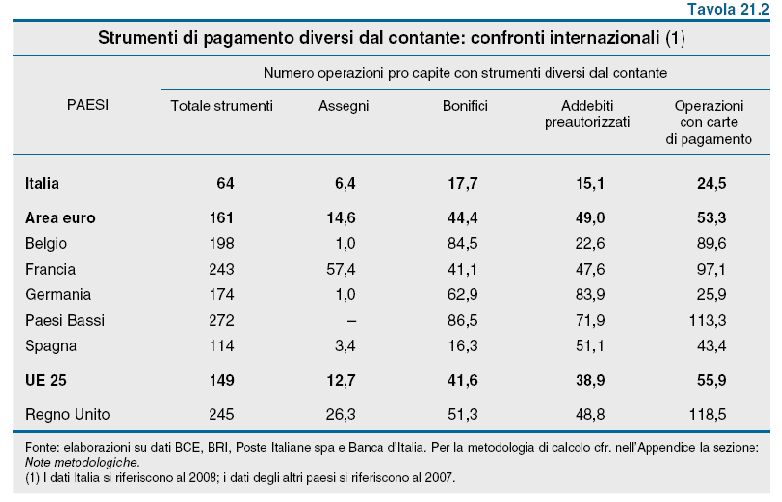 Tavola 21.2
Strumenti di pagamento diversi dal contante: confronti internazionali (1)
Numero operazioni pro capite con strumenti diversi dal contante
PAESI Totale strumenti Assegni Bonifici Addebiti preautorizzati Operazioni con carte di pagamento
Italia 64 6,4 17,7 15,1 24,5
Area euro 161 14,6 44,4 49,0 53,3
Belgio 198 1,0 84,5 22,6 89,6
Francia 243 57,4 41,1 47,6 97,1
Germania 174 1,0 62,9 83,9 25,9
Paesi Bassi 272 – 86,5 71,9 113,3
Spagna 114 3,4 16,3 51,1 43,4
UE 25 149 12,7 41,6 38,9 55,9
Regno Unito 245 26,3 51,3 48,8 118,5
Fonte: elaborazioni su dati BCE, BRI, Poste Italiane spa e Banca d'Italia. Per la metodologia di calcolo cfr. nell'Appendice la sezione:
Note metodologiche.
(1) I dati Italia si riferiscono al 2008; i dati degli altri paesi si riferiscono al 2007.